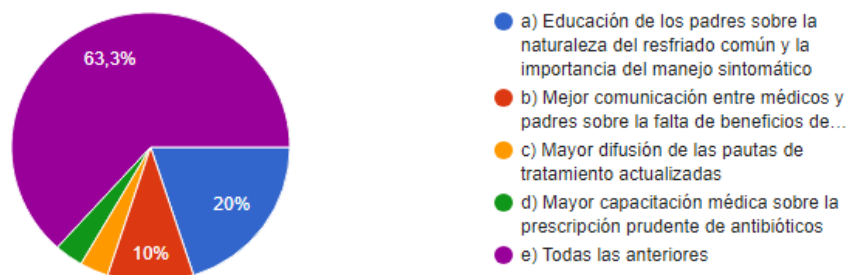 63,3%
20%
10%
a) Educación de los padres sobre la
naturaleza del resfriado común y la
importancia del manejo sintomático
b) Mejor comunicación entre médicos y
padres sobre la falta de beneficios de…
c) Mayor difusión de las pautas de
tratamiento actualizadas
d) Mayor capacitación médica sobre la
prescripción prudente de antibióticos
e) Todas las anteriores